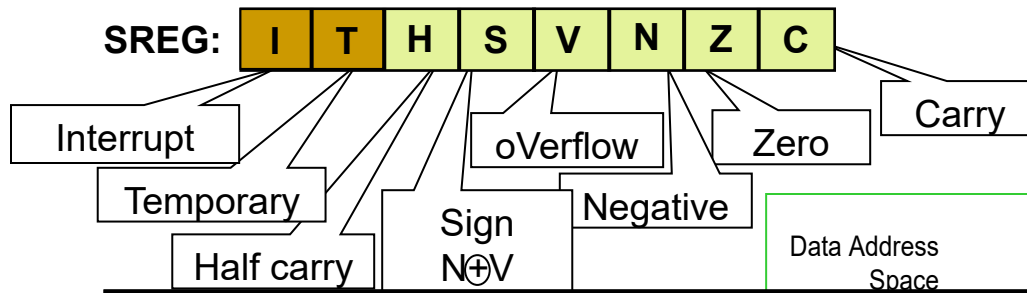 SREG: I T H S V N Z C
Interrupt
Temporary
Half carry
Sign
N⊕V
oVerflow
Negative
Zero
Carry
Data Address
Space